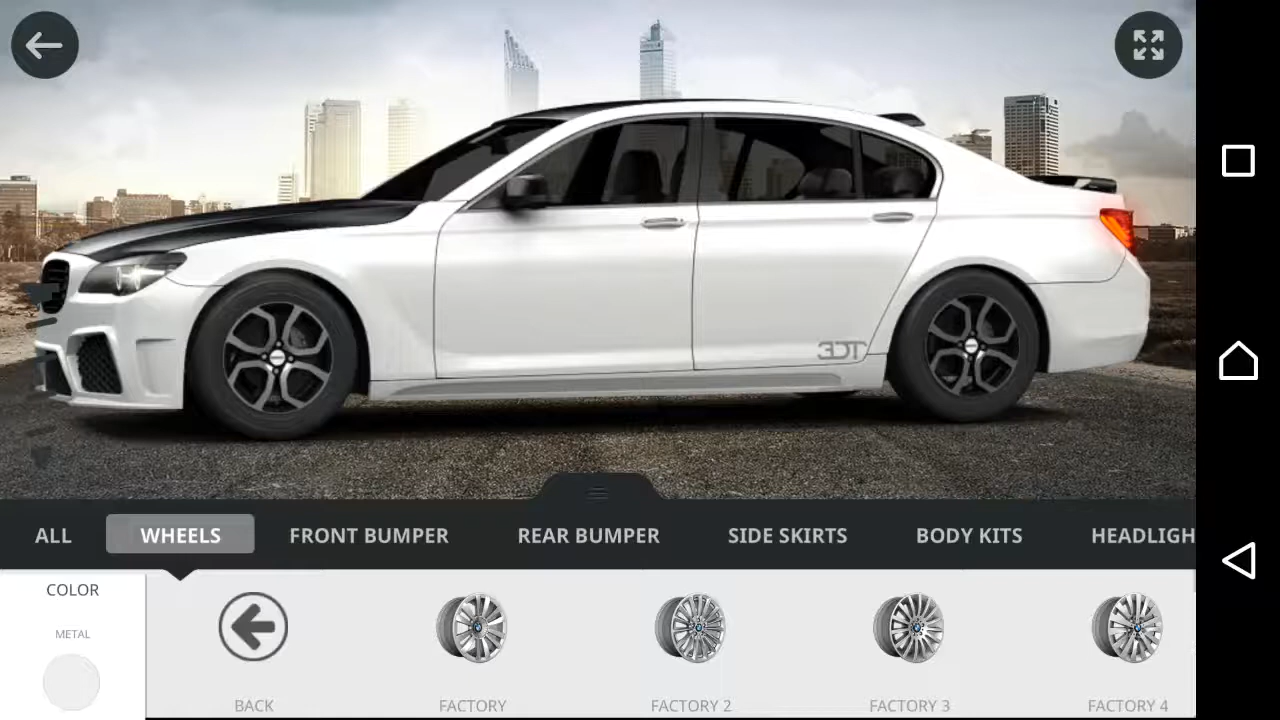 3DT
ALL WHEELS FRONT BUMPER REAR BUMPER SIDE SKIRTS BODY KITS HEADLIGH
COLOR
METAL
BACK FACTORY FACTORY 2 FACTORY 3 FACTORY 4